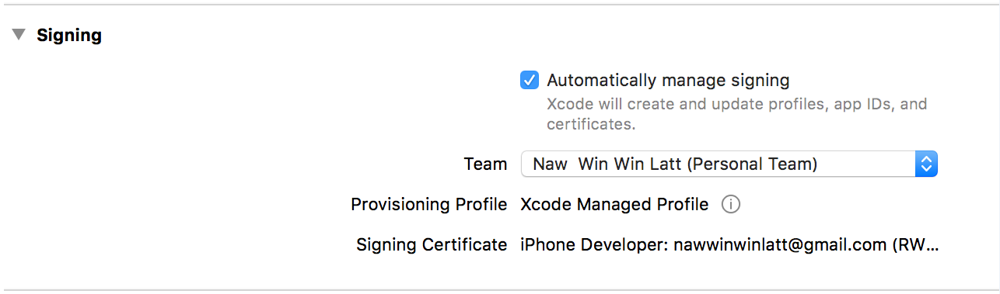 Signing
Automatically manage signing
Xcode will create and update profiles, app IDs, and
certificates.
Team Naw  Win Win Latt (Personal Team)
Provisioning Profile Xcode Managed Profile
Signing Certificate iPhone Developer: nawwinwinlatt@gmail.com (RW...